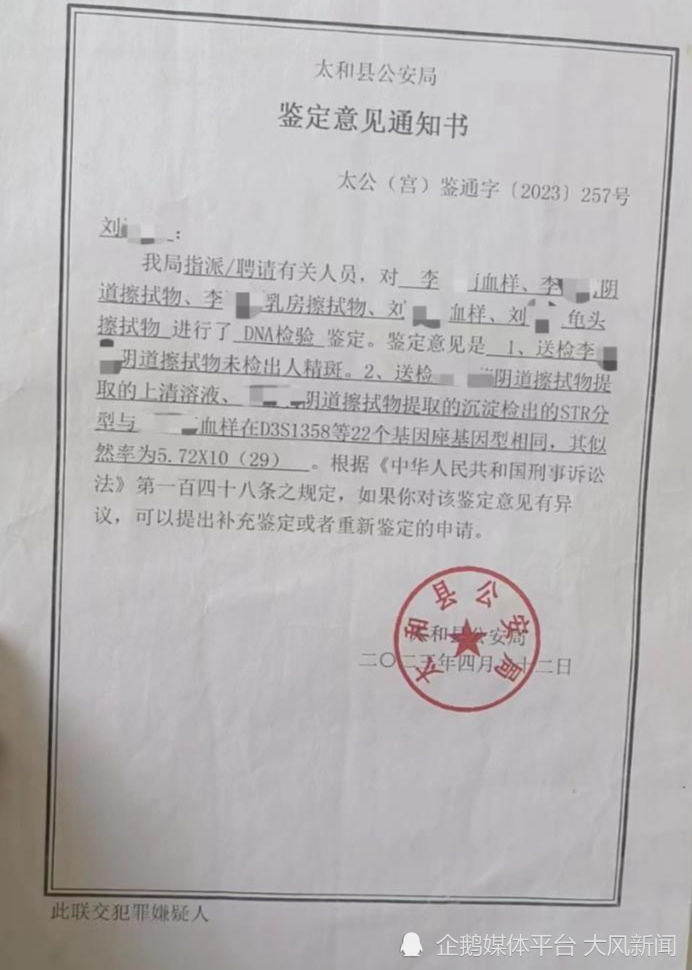 太和县公安局
鉴定意见通知书
太公（宫）鉴通字〔2023〕257号
刘 ：
我局指派/聘请有关人员，对 李 血样、李 阴
道擦拭物、李 乳房擦拭物、刘 血样、刘 龟头
擦拭物 进行了 DNA检验 鉴定。鉴定意见是 1、送检李
阴道擦拭物未检出人精斑。2、送检 阴道擦拭物提
取的上清溶液、 阴道擦拭物提取的沉淀检出的STR分
型与 血样在D3S1358等22个基因座基因型相同，其似
然率为5.72X10（29） 。根据《中华人民共和国刑事诉讼
法》第一百四十八条之规定，如果你对该鉴定意见有异
议，可以提出补充鉴定或者重新鉴定的申请。
太和县公安局
二〇二三年四月 十二日
太和县公安局
此联交犯罪嫌疑人
企鹅媒体平台 大风新闻